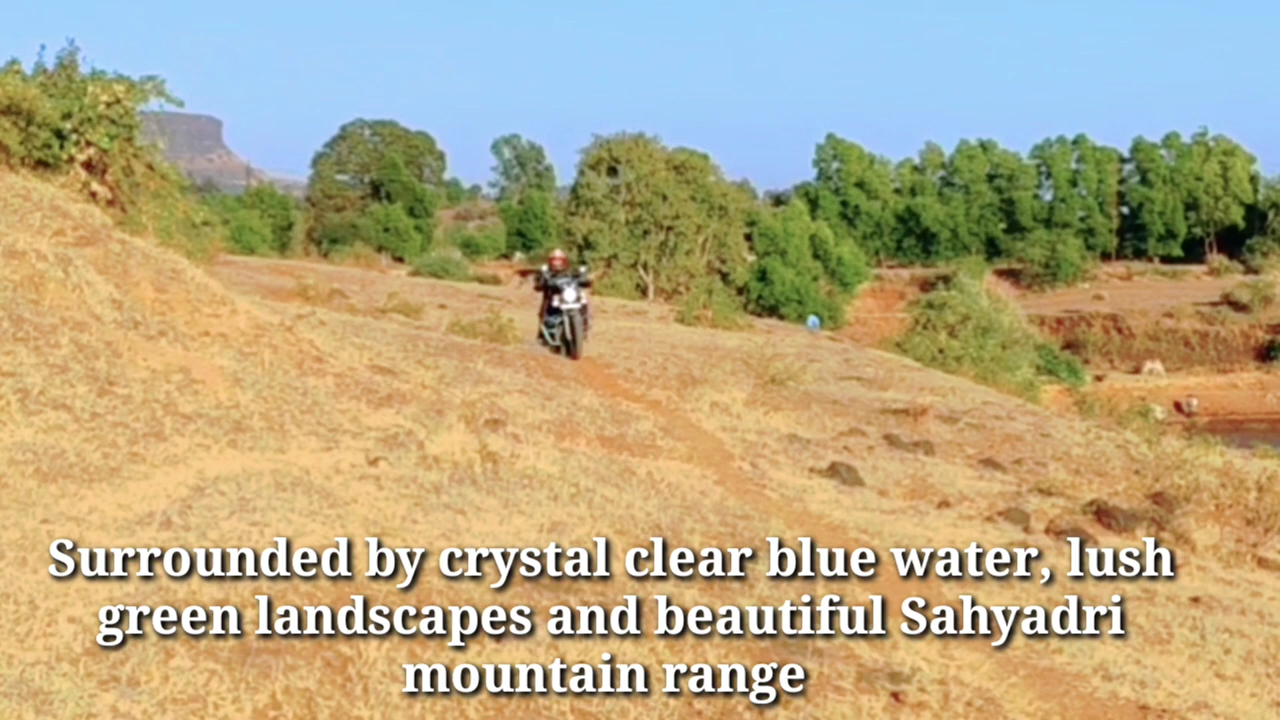 Surrounded by crystal clear blue water, lush
green landscapes and beautiful Sahyadri
mountain range